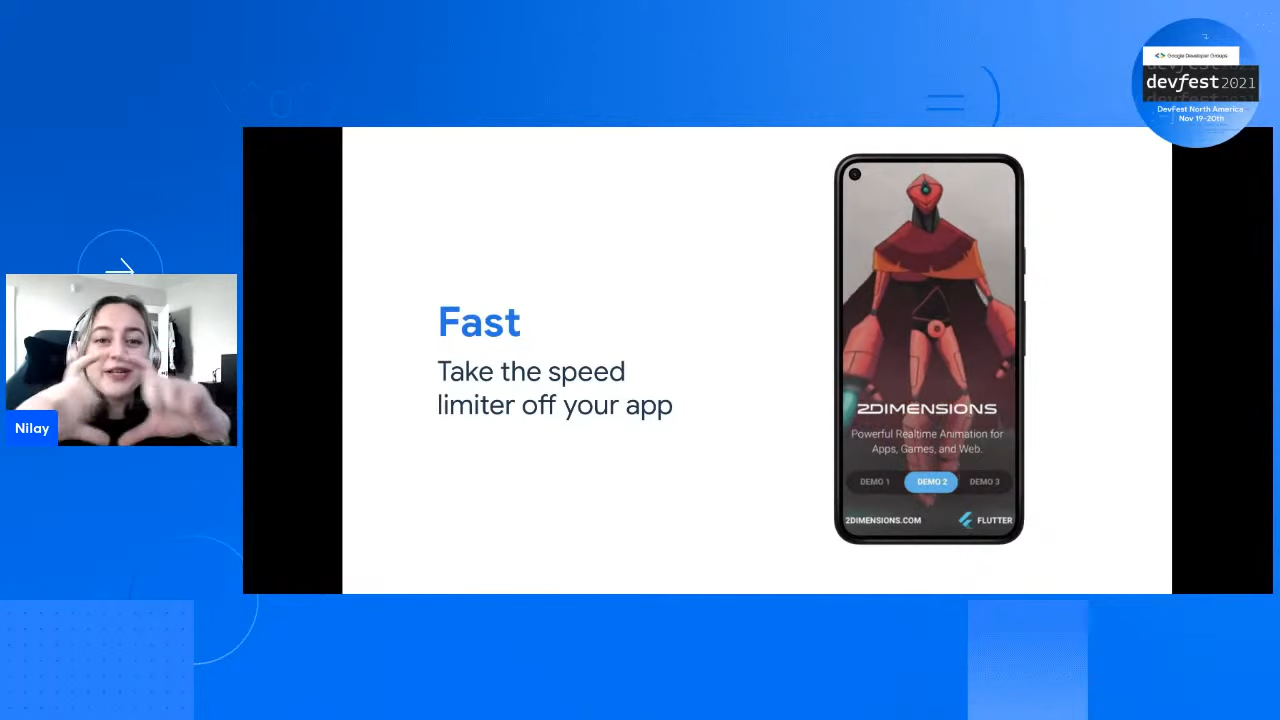 Google Developer Groups
devfest 2021
DevFest North America
Nov 19-20th
Fast
Take the speed
limiter off your app
2DIMENSIONS
Powerful Realtime Animation for
Apps, Games, and Web.
DEMO 1 DEMO 2 DEMO 3
2DIMENSIONS.COM FLUTTER
Nilay